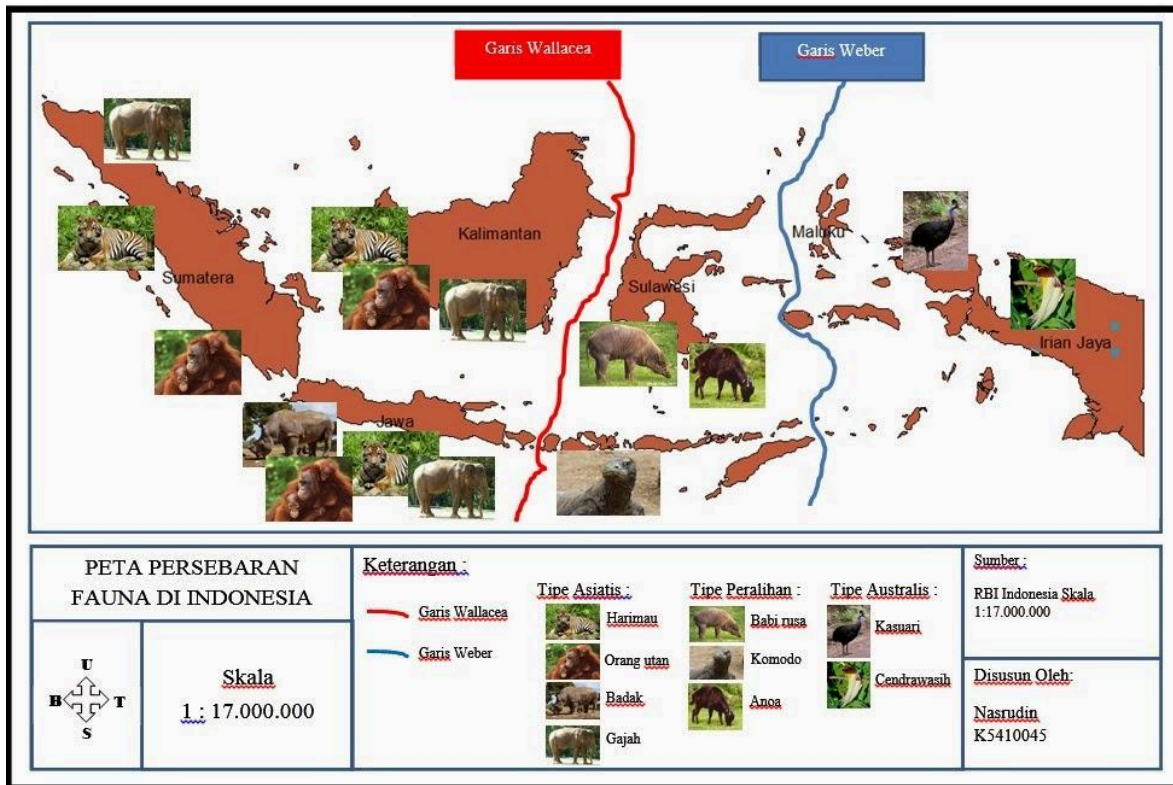 Garis Wallacea
Garis Weber
Kalimantan
Maluku
Sumatera
Sulawesi
Irian Jaya
Jawa
PETA PERSEBARAN
FAUNA DI INDONESIA
U
B T
S
Skala
1 : 17.000.000
Keterangan :
Garis Wallacea
Garis Weber
Tipe Asiatis :
Harimau
Orang utan
Badak
Gajah
Tipe Peralihan :
Babi rusa
Komodo
Anoa
Tipe Australis :
Kasuari
Cendrawasih
Sumber :
RBI Indonesia Skala
1:17.000.000
Disusun Oleh:
Nasrudin
K5410045